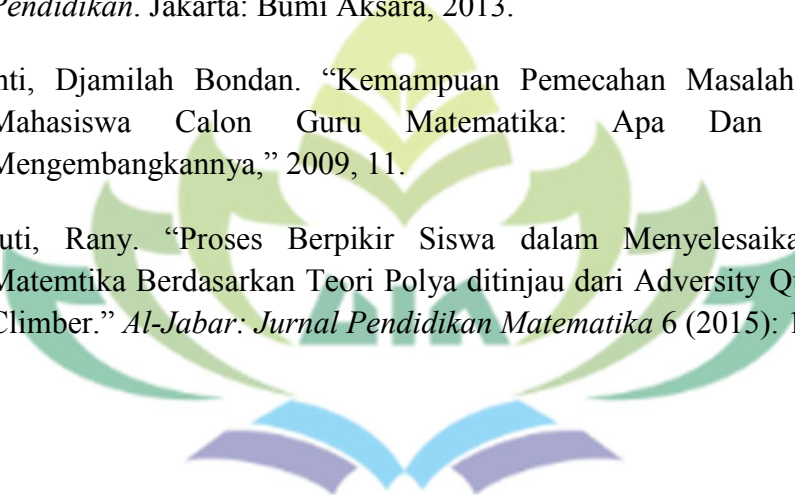 Pendidikan. Jakarta: Bumi Aksara, 2013.
nti, Djamilah Bondan. “Kemampuan Pemecahan Masalah
Mahasiswa Calon Guru Matematika: Apa Dan
Mengembangkannya,” 2009, 11.
uti, Rany. “Proses Berpikir Siswa dalam Menyelesaika
Matemtika Berdasarkan Teori Polya ditinjau dari Adversity Qu
Climber.” Al-Jabar: Jurnal Pendidikan Matematika 6 (2015): 1